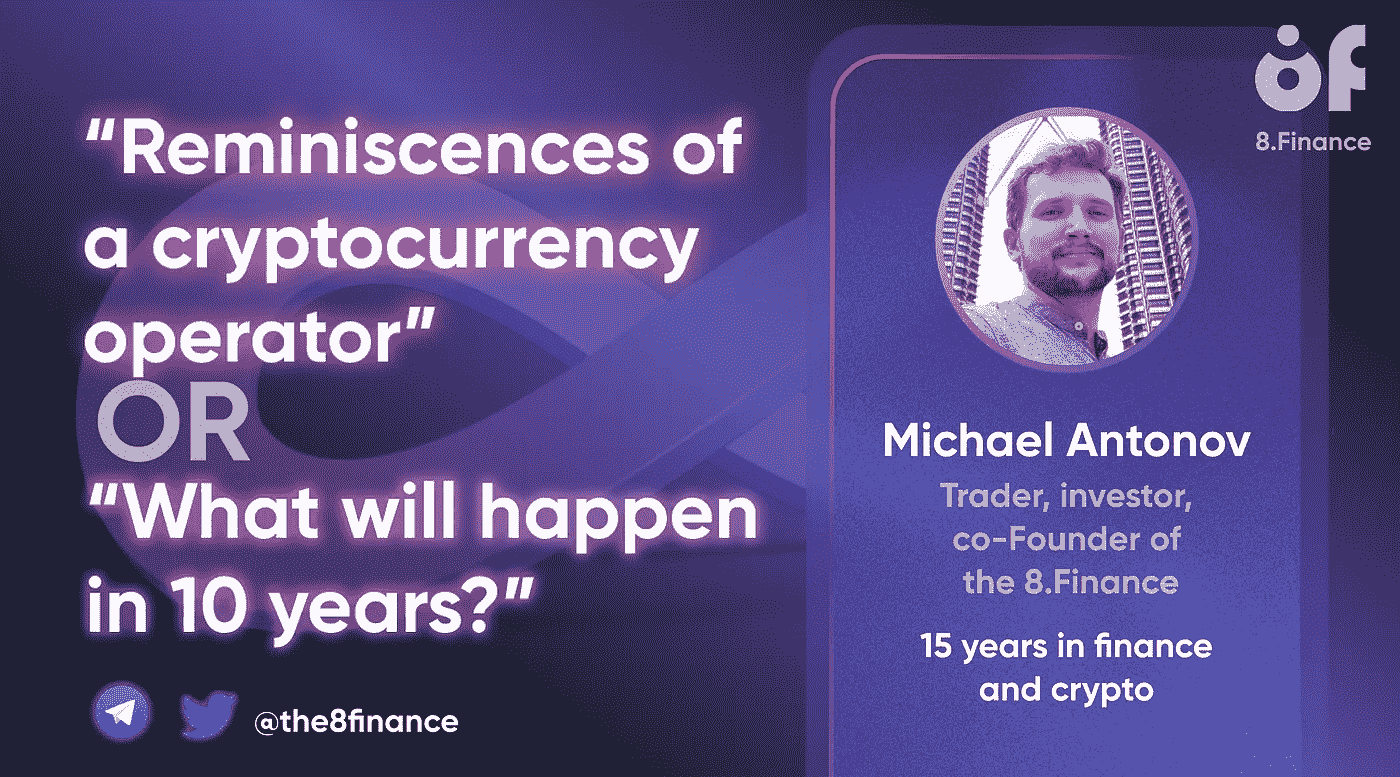 “Reminiscences of
a cryptocurrency
operator”
OR
“What will happen
in 10 years?”
@the8finance
öf
8.Finance
Michael Antonov
Trader, investor,
co-Founder of
the 8.Finance
15 years in finance
and crypto